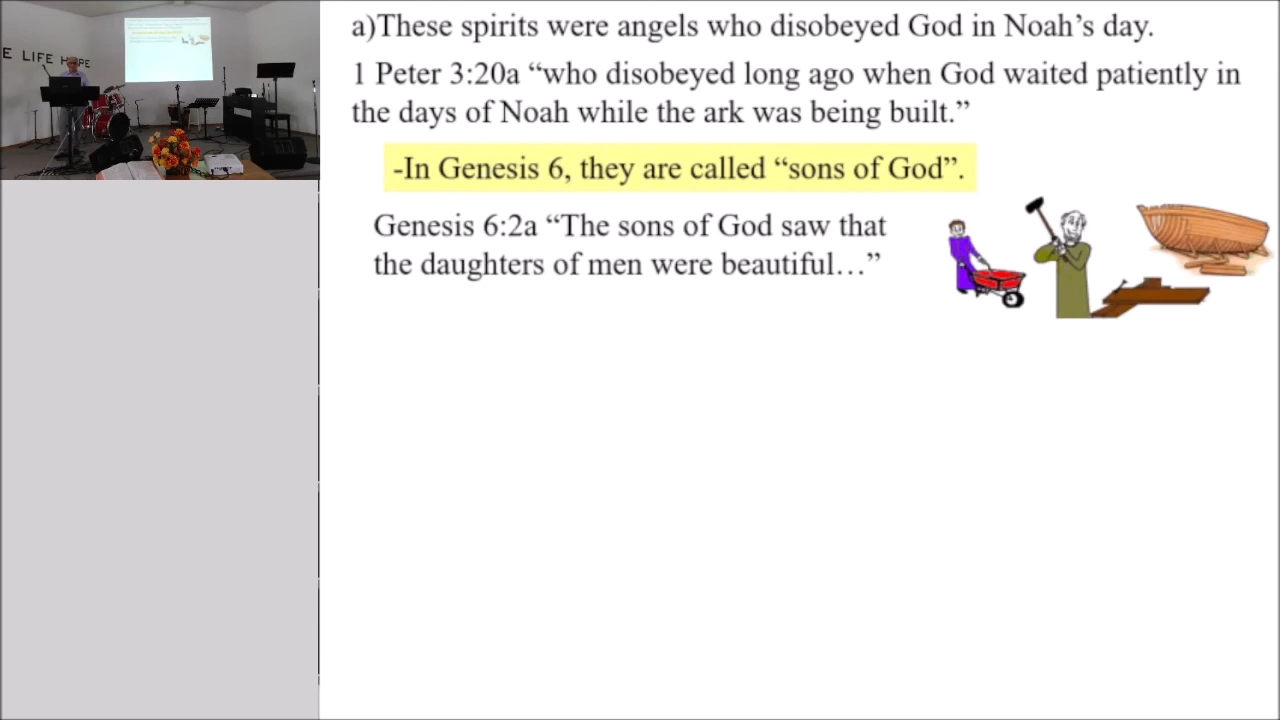 E LIFE H PE
a)These spirits were angels who disobeyed God in Noah’s day.
1 Peter 3:20a “who disobeyed long ago when God waited patiently in
the days of Noah while the ark was being built.”
-In Genesis 6, they are called “sons of God”.
Genesis 6:2a “The sons of God saw that
the daughters of men were beautiful…”